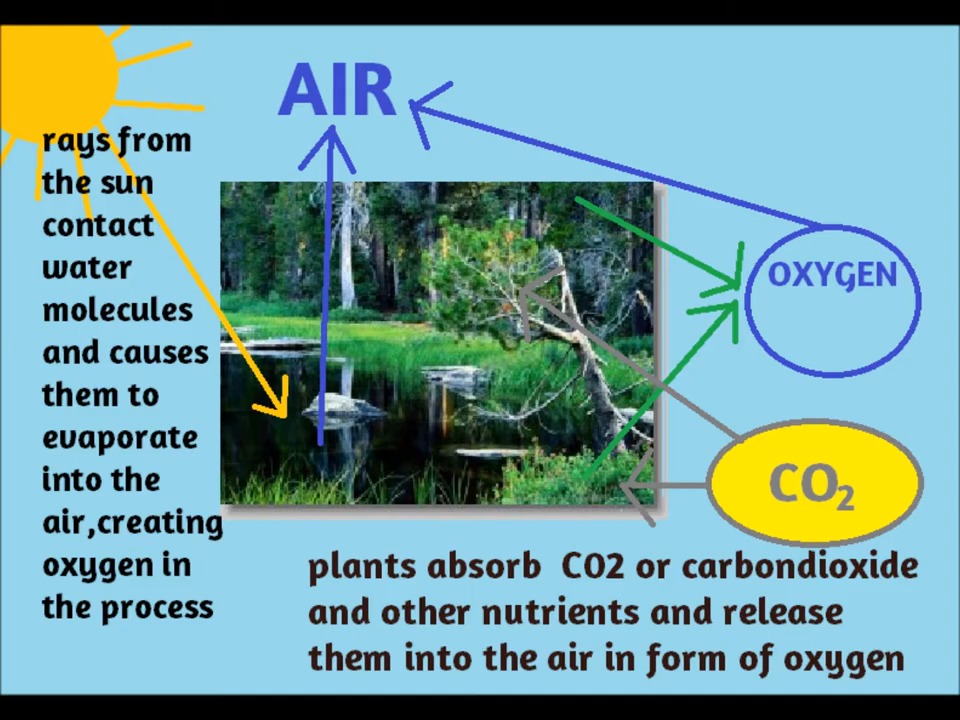 AIR
rays from
the sun
contact
water
molecules
and causes
them to
evaporate
into the
air,creating
oxygen in
the process
OXYGEN
CO2
plants absorb CO2 or carbondioxide
and other nutrients and release
them into the air in form of oxygen